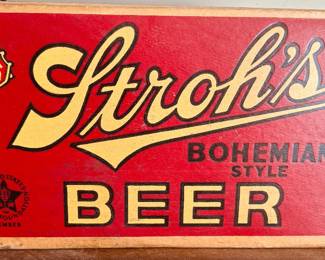 Stroh's
BOHEMIAN
STYLE
BEER